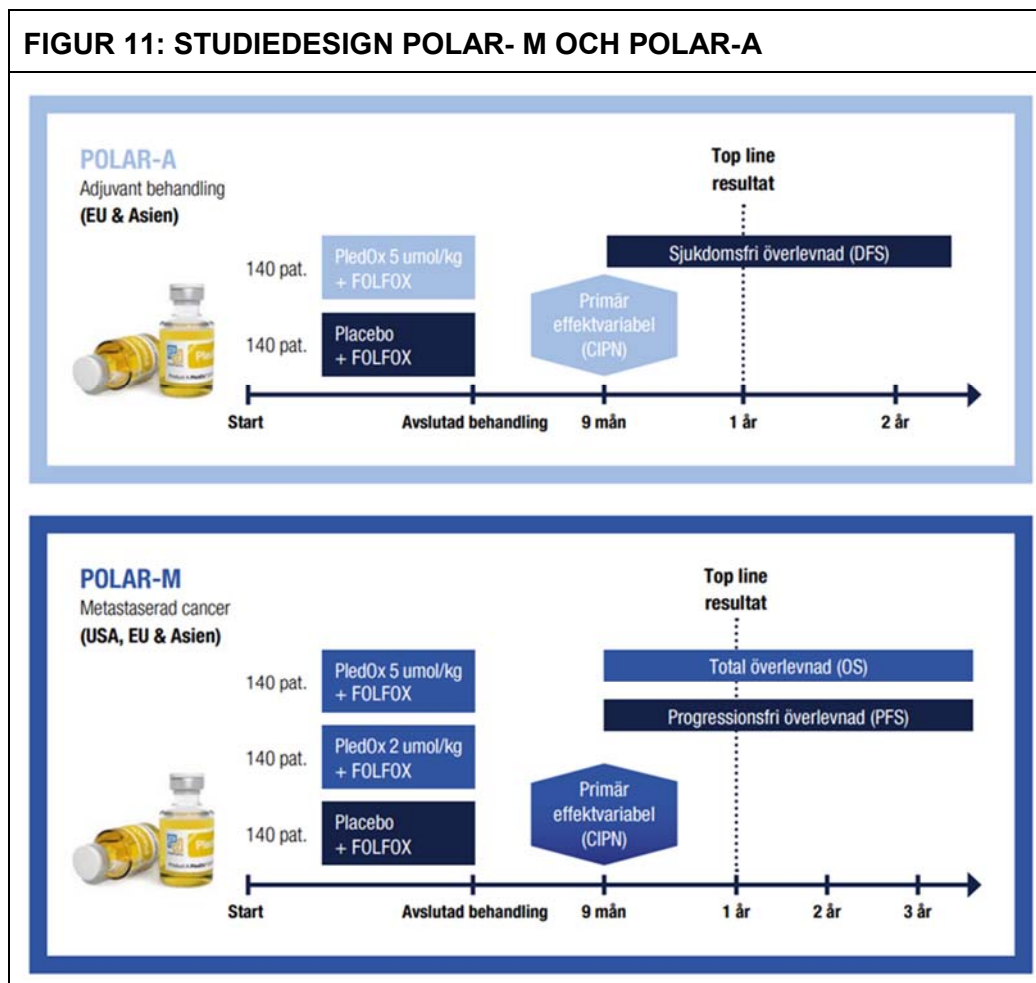 FIGUR 11: STUDIEDESIGN POLAR- M OCH POLAR-A
POLAR-A
Adjuvant behandling
(EU & Asien)
Top line
resultat
140 pat.
PledOx 5 umol/kg
+ FOLFOX
Sjukdomsfri överlevnad (DFS)
Primär
effektvariabel
(CIPN)
140 pat.
Placebo
+ FOLFOX
Start
Avslutad behandling
9 mån
1 år
2 år
POLAR-M
Metastaserad cancer
(USA, EU & Asien)
Top line
resultat
140 pat.
PledOx 5 umol/kg
+ FOLFOX
Total överlevnad (OS)
Progressionsfri överlevnad (PFS)
140 pat.
PledOx 2 umol/kg
+ FOLFOX
Primär
effektvariabel
(CIPN)
140 pat.
Placebo
+ FOLFOX
Start
Avslutad behandling
9 mån
1 år
2 år
3 år